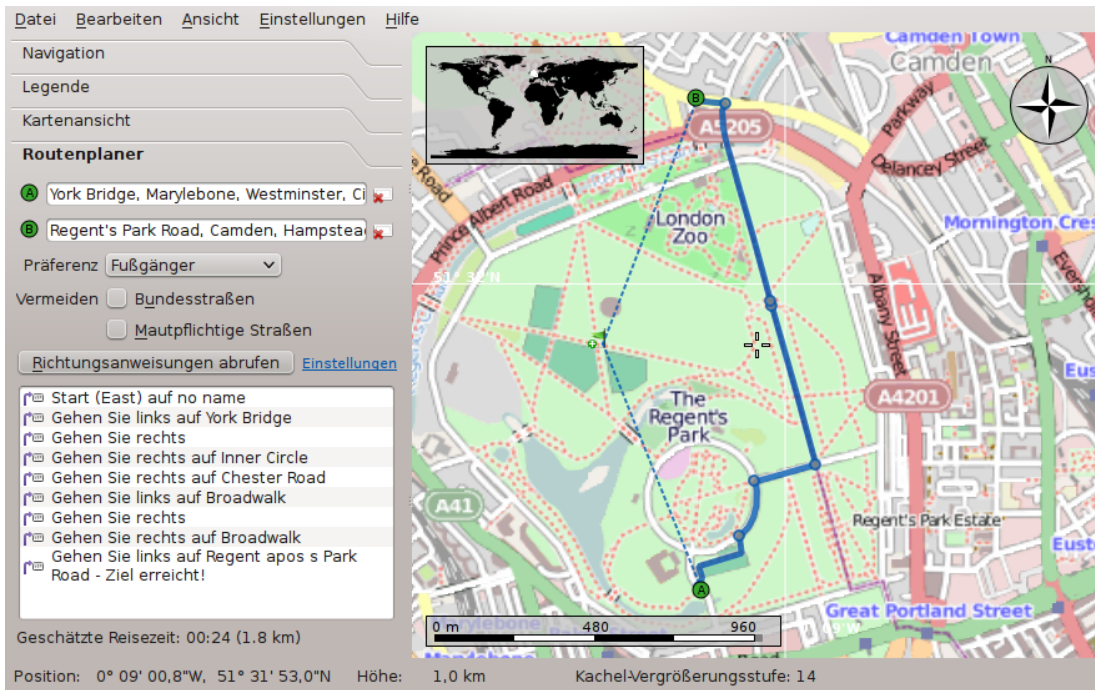 Datei Bearbeiten Ansicht Einstellungen Hilfe
Navigation
Legende
Kartenansicht
Routenplaner
A York Bridge, Marylebone, Westminster, Ci
B Regent's Park Road, Camden, Hampstea
Präferenz Fußgänger
Vermeiden Bundesstraßen
Mautpflichtige Straßen
Richtungsanweisungen abrufen Einstellungen
Start (East) auf no name
Gehen Sie links auf York Bridge
Gehen Sie rechts
Gehen Sie rechts auf Inner Circle
Gehen Sie rechts auf Chester Road
Gehen Sie links auf Broadwalk
Gehen Sie rechts
Gehen Sie rechts auf Broadwalk
Gehen Sie links auf Regent apos s Park
Road - Ziel erreicht!
Geschätzte Reisezeit: 00:24 (1.8 km)
Camden Town
Camden
N
B
A5205
Parkway
Delancey Street
Prince Albert Road
London
Zoo
Mornington Cres
51° 32' N
Albany Street
Eversho
Eus
The
Regent's
Park
A4201
A41
Regent's Park Estate
Eust
A
Great Portland Street
0 m 480 960
Position: 0° 09' 00,8"W, 51° 31' 53,0"N Höhe: 1,0 km Kachel-Vergrößerungsstufe: 14